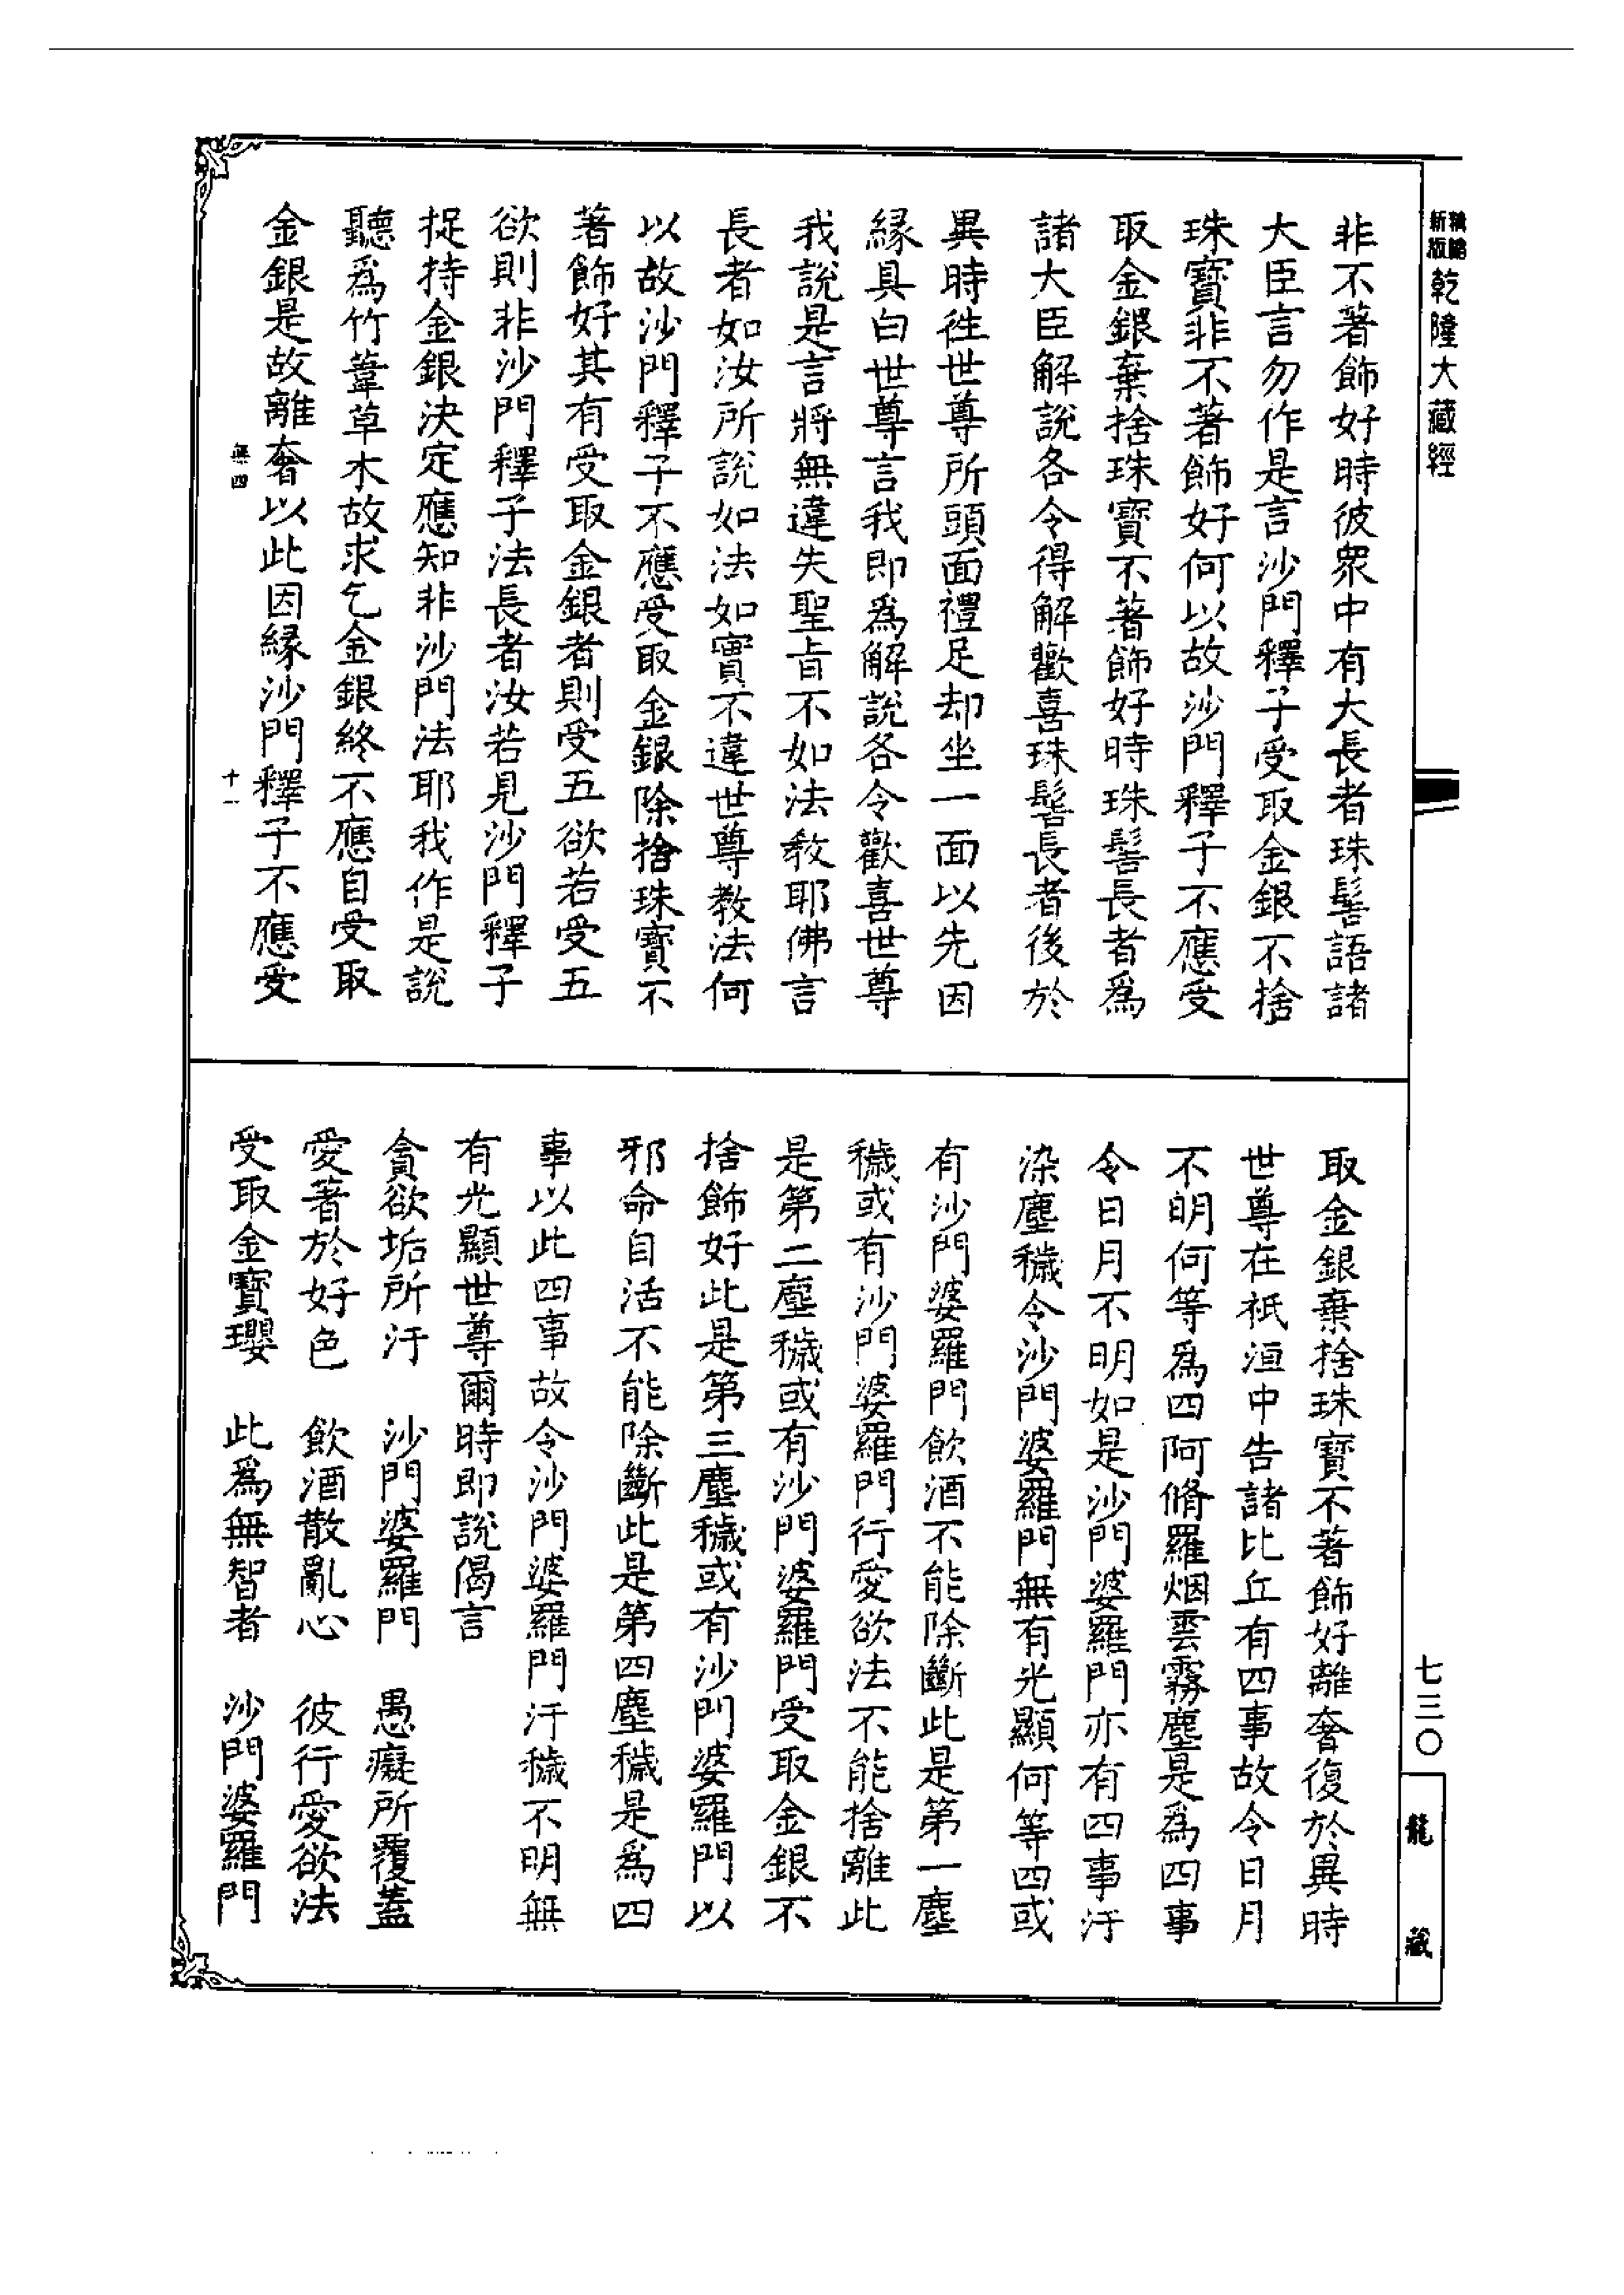 新版
精縮
乾隆大藏經
非不著飾好時彼眾中有大長者珠髻語諸
大臣言勿作是言沙門釋子受取金銀不捨
珠寶非不著飾好何以故沙門釋子不應受
取金銀棄捨珠寶不著飾好時珠髻長者爲
諸大臣解說各令得解歡喜珠髻長者後於
異時徃世尊所頭面禮足却坐一面以先因
緣具白世尊言我即爲解說各令歡喜世尊
我說是言將無違失聖旨不如法教耶佛言
長者如汝所說如法如實不違世尊教法何
以故沙門釋子不應受取金銀除捨珠寶不
著飾好其有受取金銀者則受五欲若受五
欲則非沙門釋子法長者汝若見沙門釋子
捉持金銀決定應知非沙門法耶我作是說
聽爲竹葦草木故求乞金銀終不應自受取
金銀是故離奢以此因緣沙門釋子不應受
無四
十一
取金銀棄捨珠寶不著飾好離奢復於異時
世尊在祇洹中告諸比丘有四事故令日月
不明何等爲四阿脩羅烟雲霧塵是爲四事
令日月不明如是沙門婆羅門亦有四事汙
染塵穢令沙門婆羅門無有光顯何等四或
有沙門婆羅門飲酒不能除斷此是第一塵
穢或有沙門婆羅門行愛欲法不能捨離此
是第二塵穢或有沙門婆羅門受取金銀不
捨飾好此是第三塵穢或有沙門婆羅門以
邪命自活不能除斷此是第四塵穢是爲四
事以此四事故令沙門婆羅門汙穢不明無
有光顯世尊爾時即說偈言
貪欲垢所汙　沙門婆羅門　愚癡所覆蓋
愛著於好色　飲酒散亂心　彼行愛欲法
受取金寶瓔　此爲無智者　沙門婆羅門
七三〇
龍藏